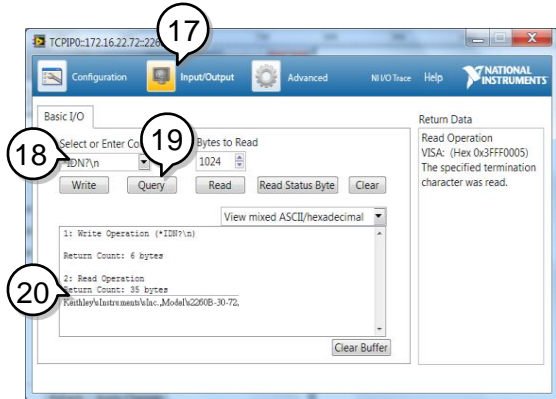 17
TCPIP0::172.16.22.72::226
Configuration
Input/Output
Advanced
NI I/O Trace
Help
NATIONAL
INSTRUMENTS
Basic I/O
Return Data
18
Select or Enter Co
19
Bytes to Read
*IDN?\n
1024
Write
Query
Read
Read Status Byte
Clear
Read Operation
VISA: (Hex 0x3FFF0005)
The specified termination
character was read.
View mixed ASCII/hexadecimal
1: Write Operation (*IDN?\n)
Return Count: 6 bytes
2: Read Operation
20
Return Count: 35 bytes
Keithley\sInstruments\sInc.,Model\s2260B-30-72,
Clear Buffer